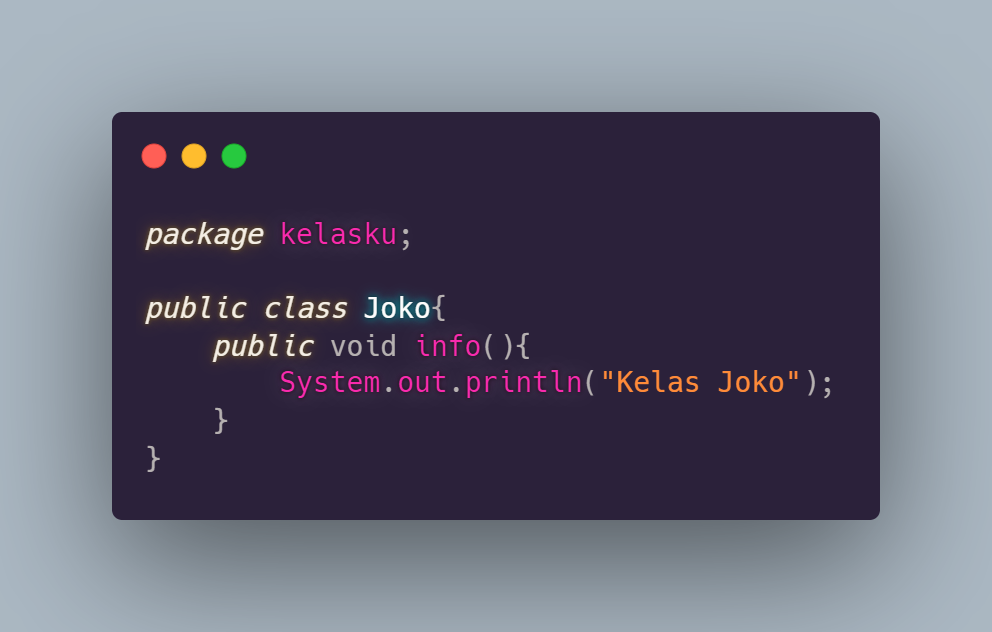 package kelasku;

public class Joko{
    public void info(){
        System.out.println("Kelas Joko");
    }
}